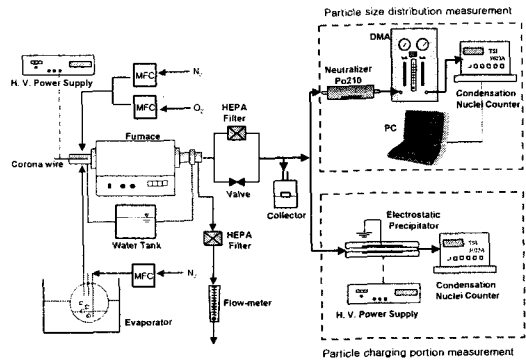 Particle size distribution measurement
DMA
N₂
MFC
H. V. Power Supply
MFC
O₂
Neutralizer
Po210
TSI
Condensation
Nuclei Counter
HEPA
Filter
Furnace
PC
Corona wire
Valve
Collector
Water Tank
HEPA
Filter
Electrostatic
Precipitator
TSI
MFC
N₂
Flow-meter
Condensation
Nuclei Counter
Evaporator
H. V. Power Supply
Particle charging portion measurement